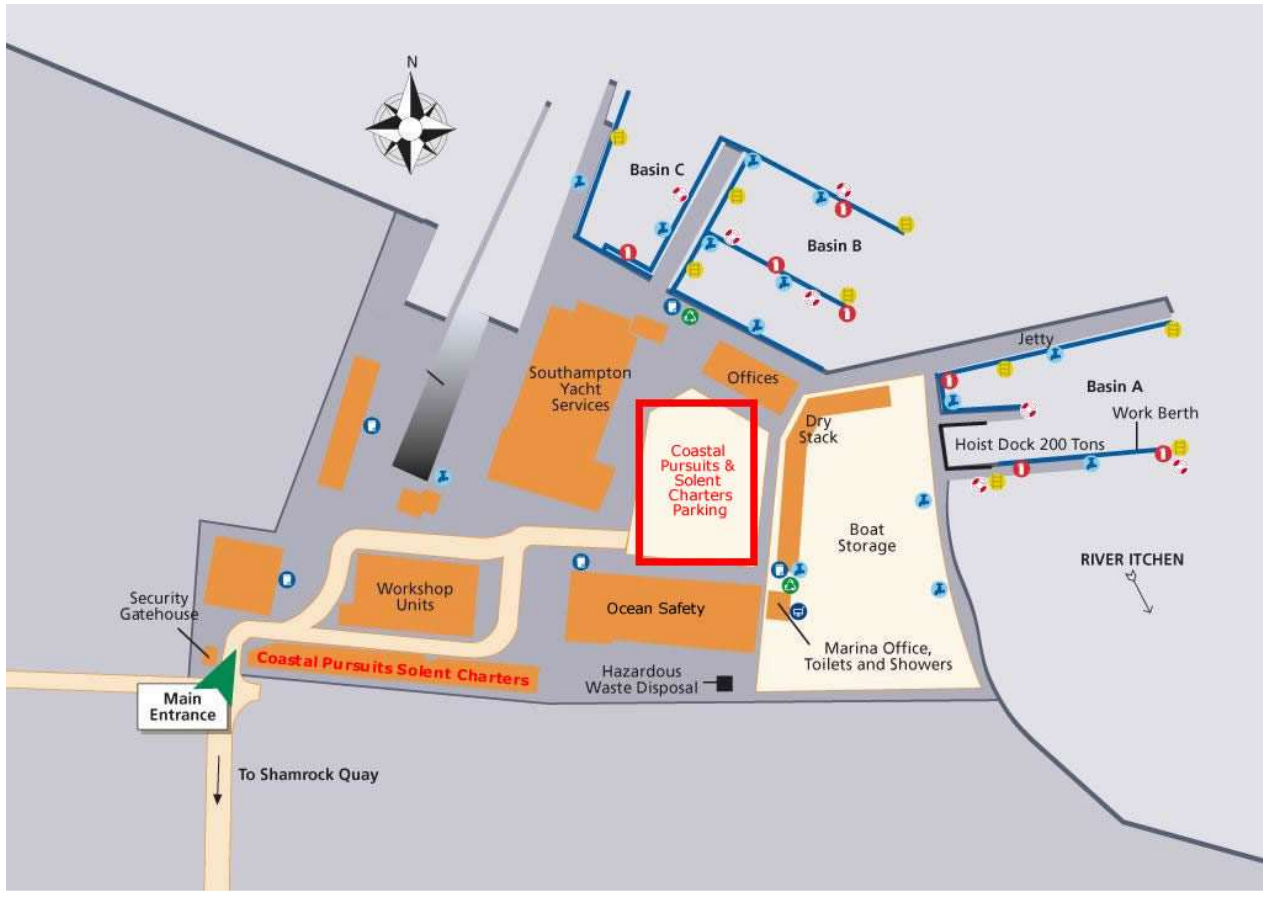 N
Basin C
Basin B
Jetty
Basin A
Work Berth
Hoist Dock 200 Tons
Southampton
Yacht
Services
Offices
Dry
Stack
Coastal
Pursuits &
Solent
Charters
Parking
Boat
Storage
RIVER ITCHEN
Workshop
Units
Ocean Safety
Security
Gatehouse
Marina Office,
Toilets and Showers
Coastal Pursuits Solent Charters
Hazardous
Waste Disposal
Main
Entrance
To Shamrock Quay